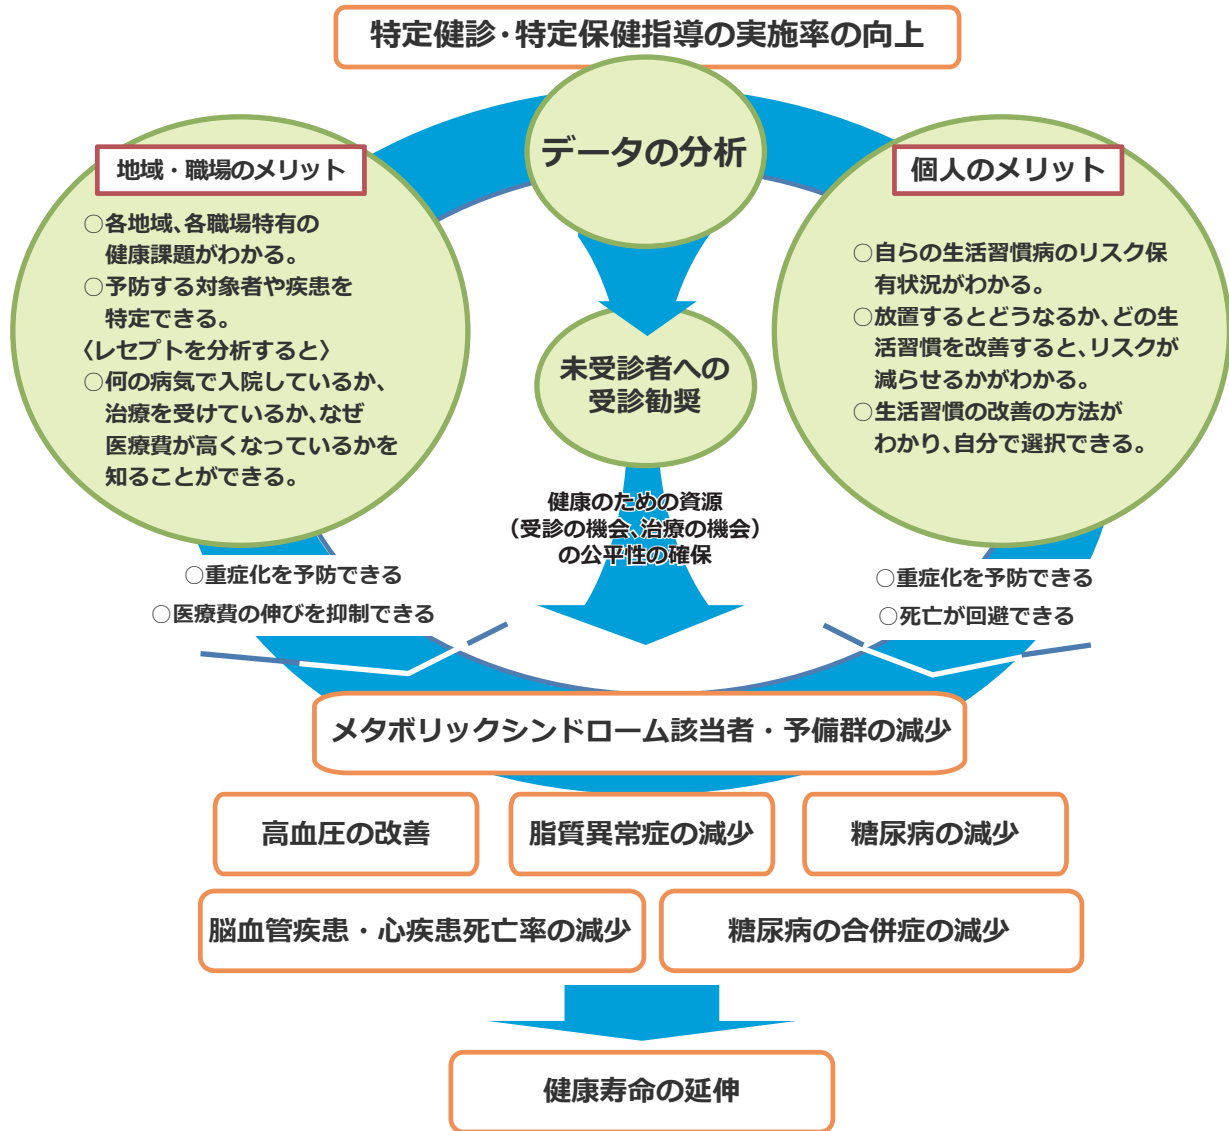 特定健診・特定保健指導の実施率の向上
データの分析
地域・職場のメリット
○各地域、各職場特有の
健康課題がわかる。
○予防する対象者や疾患を
特定できる。
〈レセプトを分析すると〉
○何の病気で入院しているか、
治療を受けているか、なぜ
医療費が高くなっているかを
知ることができる。
○重症化を予防できる
○医療費の伸びを抑制できる
未受診者への
受診勧奨
健康のための資源
（受診の機会、治療の機会）
の公平性の確保
個人のメリット
○自らの生活習慣病のリスク保
有状況がわかる。
○放置するとどうなるか、どの生
活習慣を改善すると、リスクが
減らせるかがわかる。
○生活習慣の改善の方法が
わかり、自分で選択できる。
○重症化を予防できる
○死亡が回避できる
メタボリックシンドローム該当者・予備群の減少
高血圧の改善
脂質異常症の減少
糖尿病の減少
脳血管疾患・心疾患死亡率の減少
糖尿病の合併症の減少
健康寿命の延伸